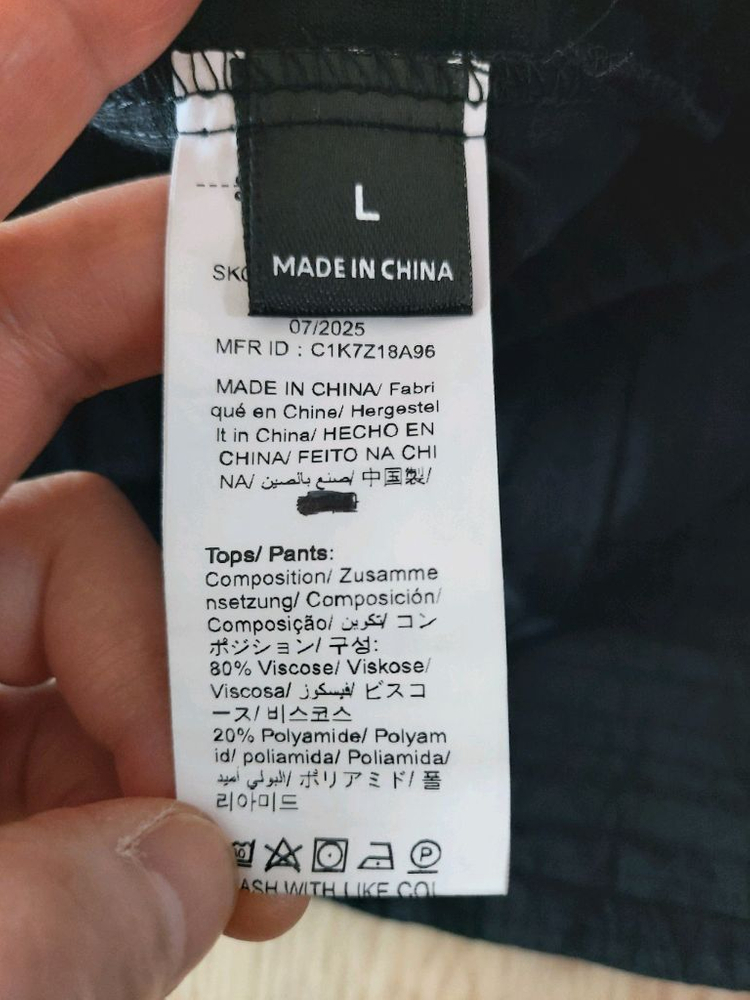 L
MADE IN CHINA
07/2025
MFR ID : C1K7Z18A96
MADE IN CHINA/ Fabri
qué en Chine/ Hergestel
lt in China/ HECHO EN
CHINA/ FEITO NA CHI
NA/ صنع بالصين/ 中国製/
Tops/ Pants:
Composition/ Zusamme
nsetzung/ Composición/
Composição/ تكوين/ コン
ポジション/ 구성:
80% Viscose/ Viskose/
Viscosa/ فيسكوز/ ビスコ
ース/ 비스코스
20% Polyamide/ Polyam
id/ poliamida/ Poliamida/
البولي أميد/ ポリアミド/ 폴
리아미드
P
WITH LIKE